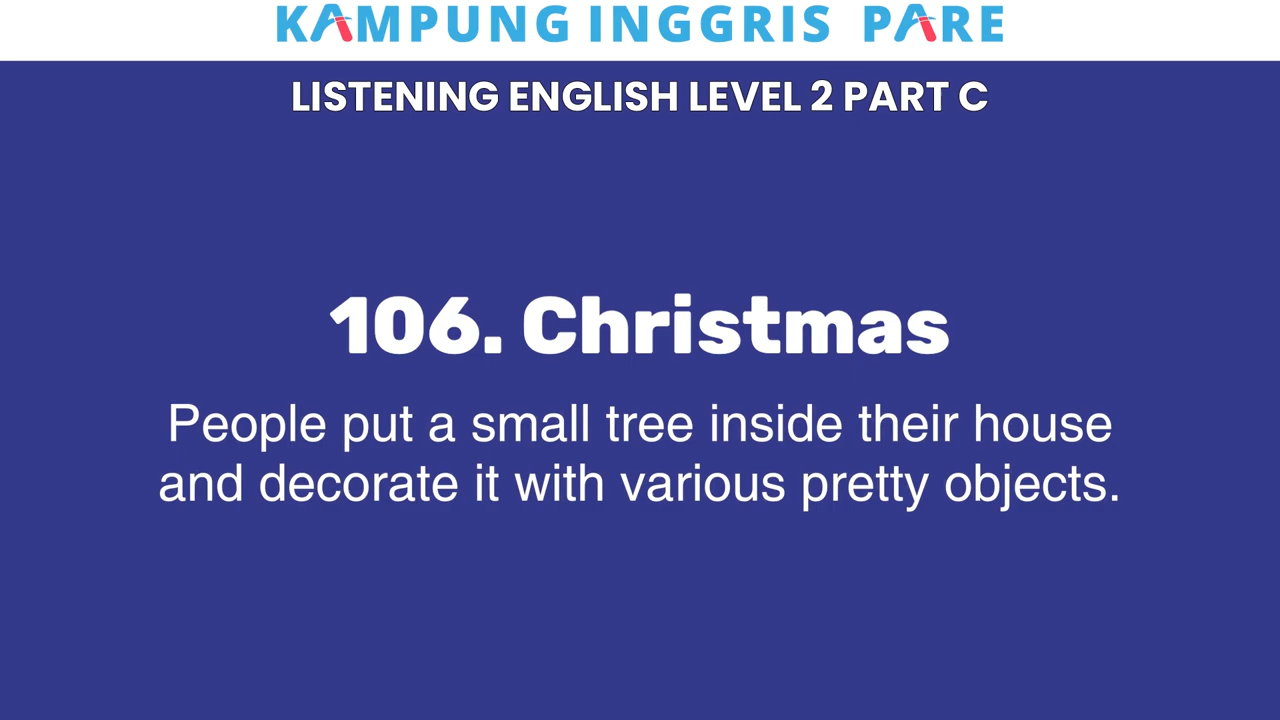 KAMPUNG INGGRIS PARE
LISTENING ENGLISH LEVEL 2 PART C
106. Christmas
People put a small tree inside their house
and decorate it with various pretty objects.